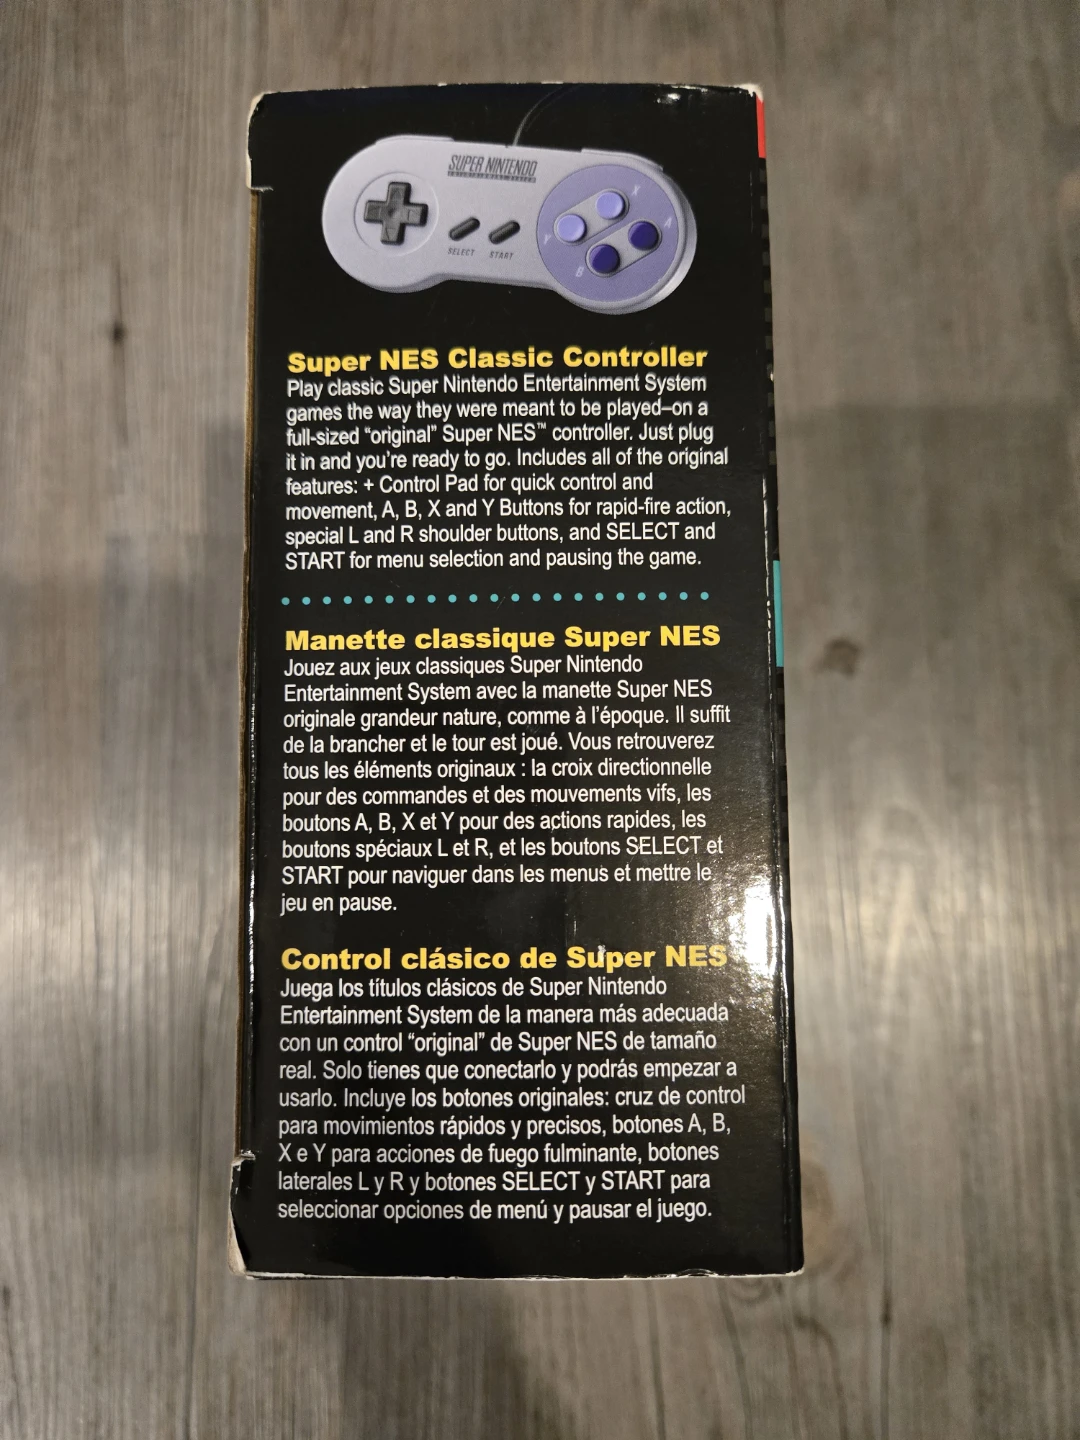 SUPER NINTENDO
ENTERTAINMENT SYSTEM
X
A
Y
B
SELECT START
Super NES Classic Controller
Play classic Super Nintendo Entertainment System
games the way they were meant to be played–on a
full-sized “original” Super NES™ controller. Just plug
it in and you’re ready to go. Includes all of the original
features: + Control Pad for quick control and
movement, A, B, X and Y Buttons for rapid-fire action,
special L and R shoulder buttons, and SELECT and
START for menu selection and pausing the game.
Manette classique Super NES
Jouez aux jeux classiques Super Nintendo
Entertainment System avec la manette Super NES
originale grandeur nature, comme à l’époque. Il suffit
de la brancher et le tour est joué. Vous retrouverez
tous les éléments originaux : la croix directionnelle
pour des commandes et des mouvements vifs, les
boutons A, B, X et Y pour des actions rapides, les
boutons spéciaux L et R, et les boutons SELECT et
START pour naviguer dans les menus et mettre le
jeu en pause.
Control clásico de Super NES
Juega los títulos clásicos de Super Nintendo
Entertainment System de la manera más adecuada
con un control “original” de Super NES de tamaño
real. Solo tienes que conectarlo y podrás empezar a
usarlo. Incluye los botones originales: cruz de control
para movimientos rápidos y precisos, botones A, B,
X e Y para acciones de fuego fulminante, botones
laterales L y R y botones SELECT y START para
seleccionar opciones de menú y pausar el juego.